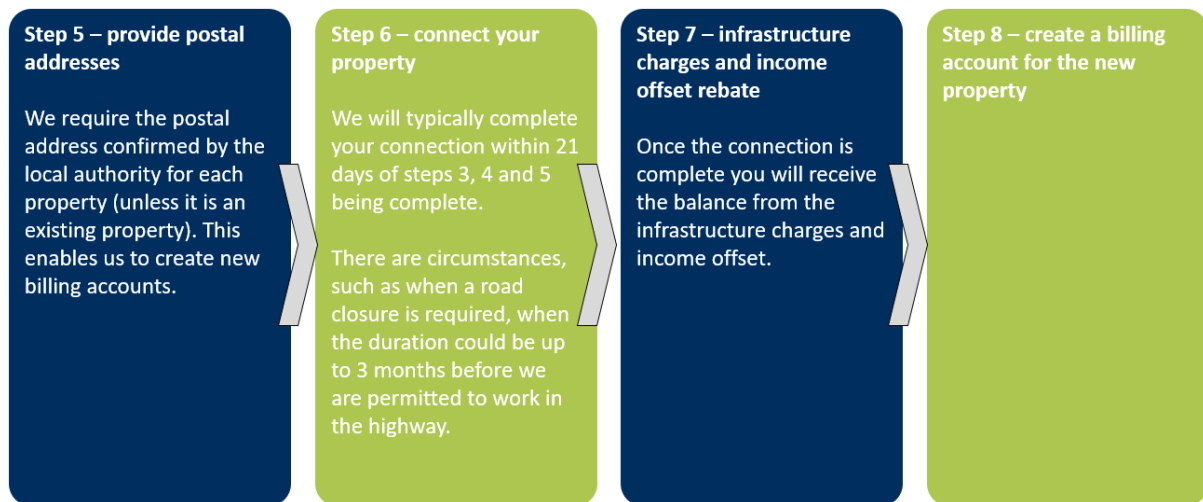 Step 5 – provide postal
addresses
We require the postal
address confirmed by the
local authority for each
property (unless it is an
existing property). This
enables us to create new
billing accounts.
Step 6 – connect your
property
We will typically complete
your connection within 21
days of steps 3, 4 and 5
being complete.
There are circumstances,
such as when a road
closure is required, when
the duration could be up
to 3 months before we
are permitted to work in
the highway.
Step 7 – infrastructure
charges and income
offset rebate
Once the connection is
complete you will receive
the balance from the
infrastructure charges and
income offset.
Step 8 – create a billing
account for the new
property